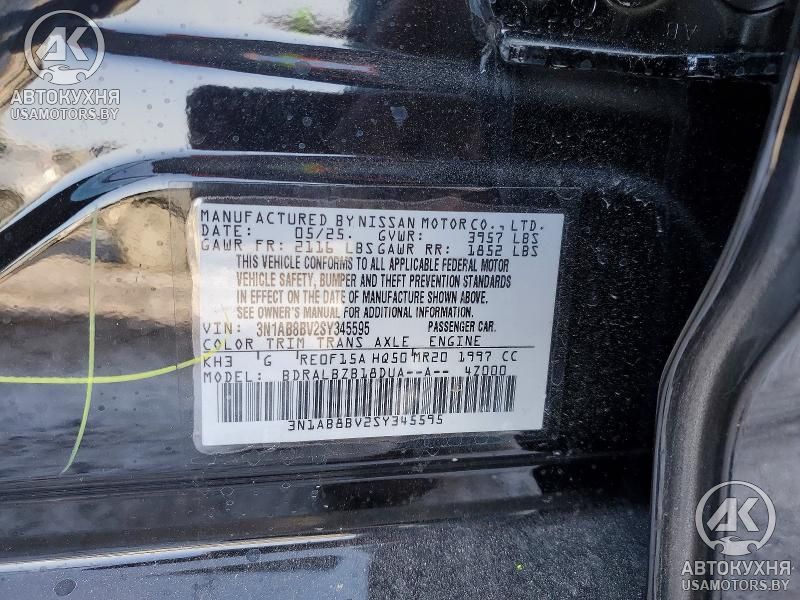 АК
АВТОКУХНЯ
USAMOTORS.BY
MANUFACTURED BY NISSAN MOTOR CO., LTD.
DATE: 05/25. GVWR: 3957 LBS
GAWR FR: 2116 LBS GAWR RR: 1852 LBS
THIS VEHICLE CONFORMS TO ALL APPLICABLE FEDERAL MOTOR
VEHICLE SAFETY, BUMPER AND THEFT PREVENTION STANDARDS
IN EFFECT ON THE DATE OF MANUFACTURE SHOWN ABOVE.
SEE OWNER'S MANUAL FOR ADDITIONAL INFORMATION.
VIN: 3N1AB8BV2SY345595 PASSENGER CAR.
COLOR TRIM TRANS AXLE ENGINE
KH3 G RE0F15A HQ50 MR20 1997 CC
MODEL: BDRALBZB18DUA--A-- 4Z000
3N1AB8BV2SY345595
АК
АВТОКУХНЯ
USAMOTORS.BY